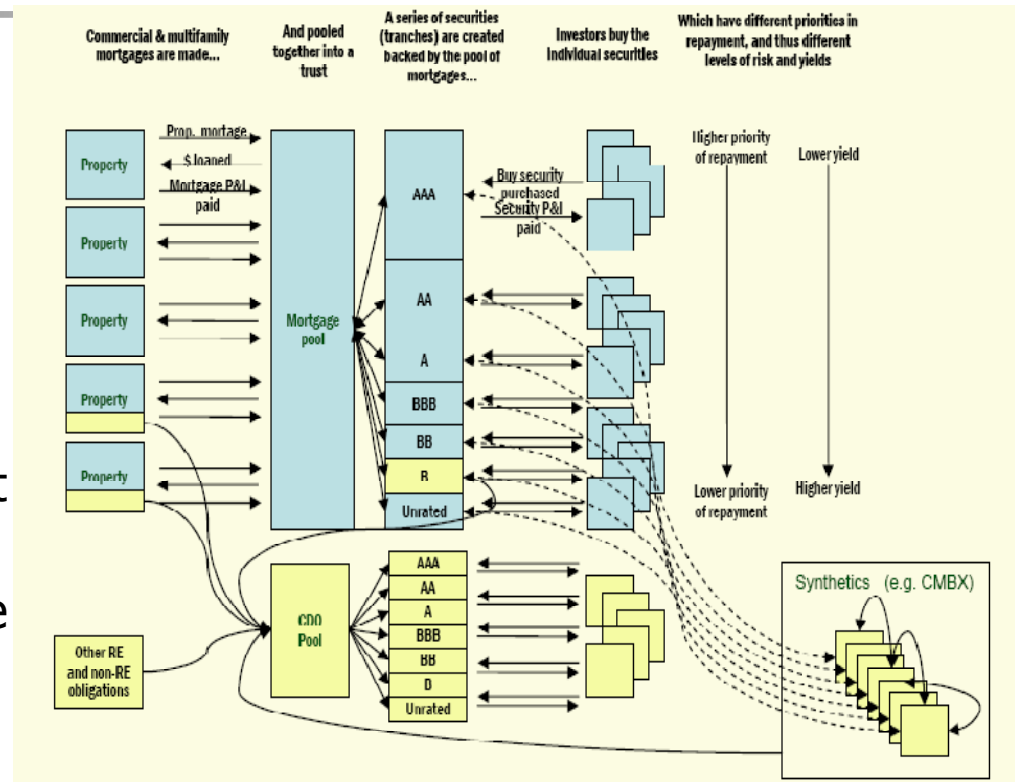 Commercial & multifamily
mortgages are made...
And pooled
together into a
trust
A series of securities
(tranches) are created
backed by the pool of
mortgages...
Investors buy the
individual securities
Which have different priorities in
repayment, and thus different
levels of risk and yields
Property
Prop. mortage
$ loaned
Mortgage P&I
paid
Property
Property
Property
Property
Mortgage
pool
AAA
AA
A
BBB
BB
B
Unrated
Buy security
purchased
Security P&I
paid
Higher priority
of repayment
Lower yield
Lower priority
of repayment
Higher yield
t
e
Other RE
and non-RE
obligations
CDO
Pool
AAA
AA
A
BBB
BB
D
Unrated
Synthetics (e.g. CMBX)